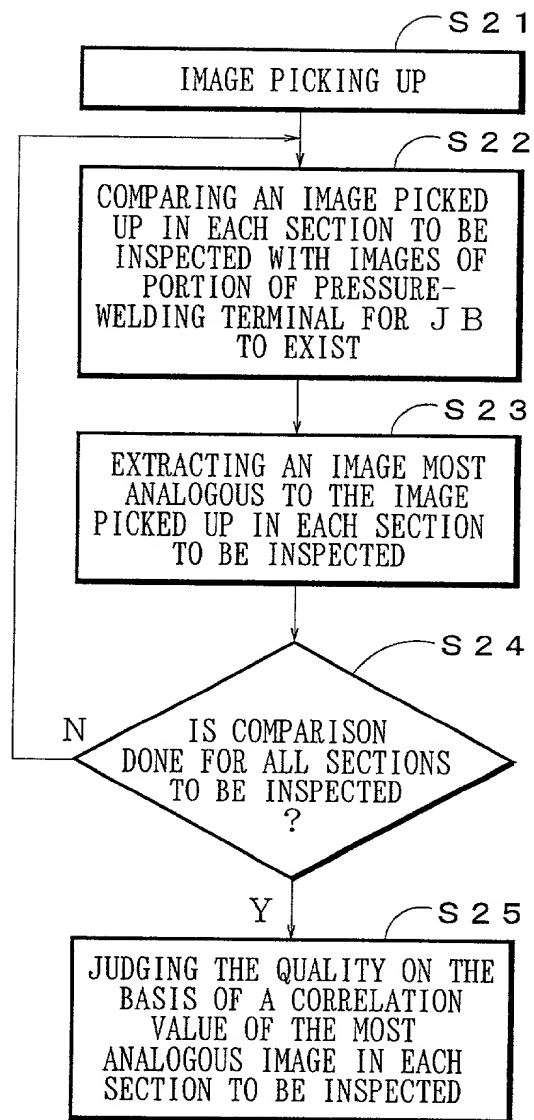 S21
IMAGE PICKING UP
S22
COMPARING AN IMAGE PICKED
UP IN EACH SECTION TO BE
INSPECTED WITH IMAGES OF
PORTION OF PRESSURE-
WELDING TERMINAL FOR JB
TO EXIST
S23
EXTRACTING AN IMAGE MOST
ANALOGOUS TO THE IMAGE
PICKED UP IN EACH SECTION
TO BE INSPECTED
S24
N
IS COMPARISON
DONE FOR ALL SECTIONS
TO BE INSPECTED
?
Y
S25
JUDGING THE QUALITY ON THE
BASIS OF A CORRELATION
VALUE OF THE MOST
ANALOGOUS IMAGE IN EACH
SECTION TO BE INSPECTED